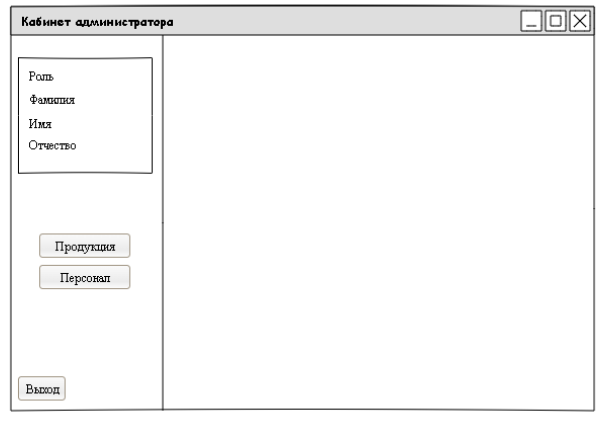 Кабинет администратора
Роль
Фамилия
Имя
Отчество
Продукция
Персонал
Выход